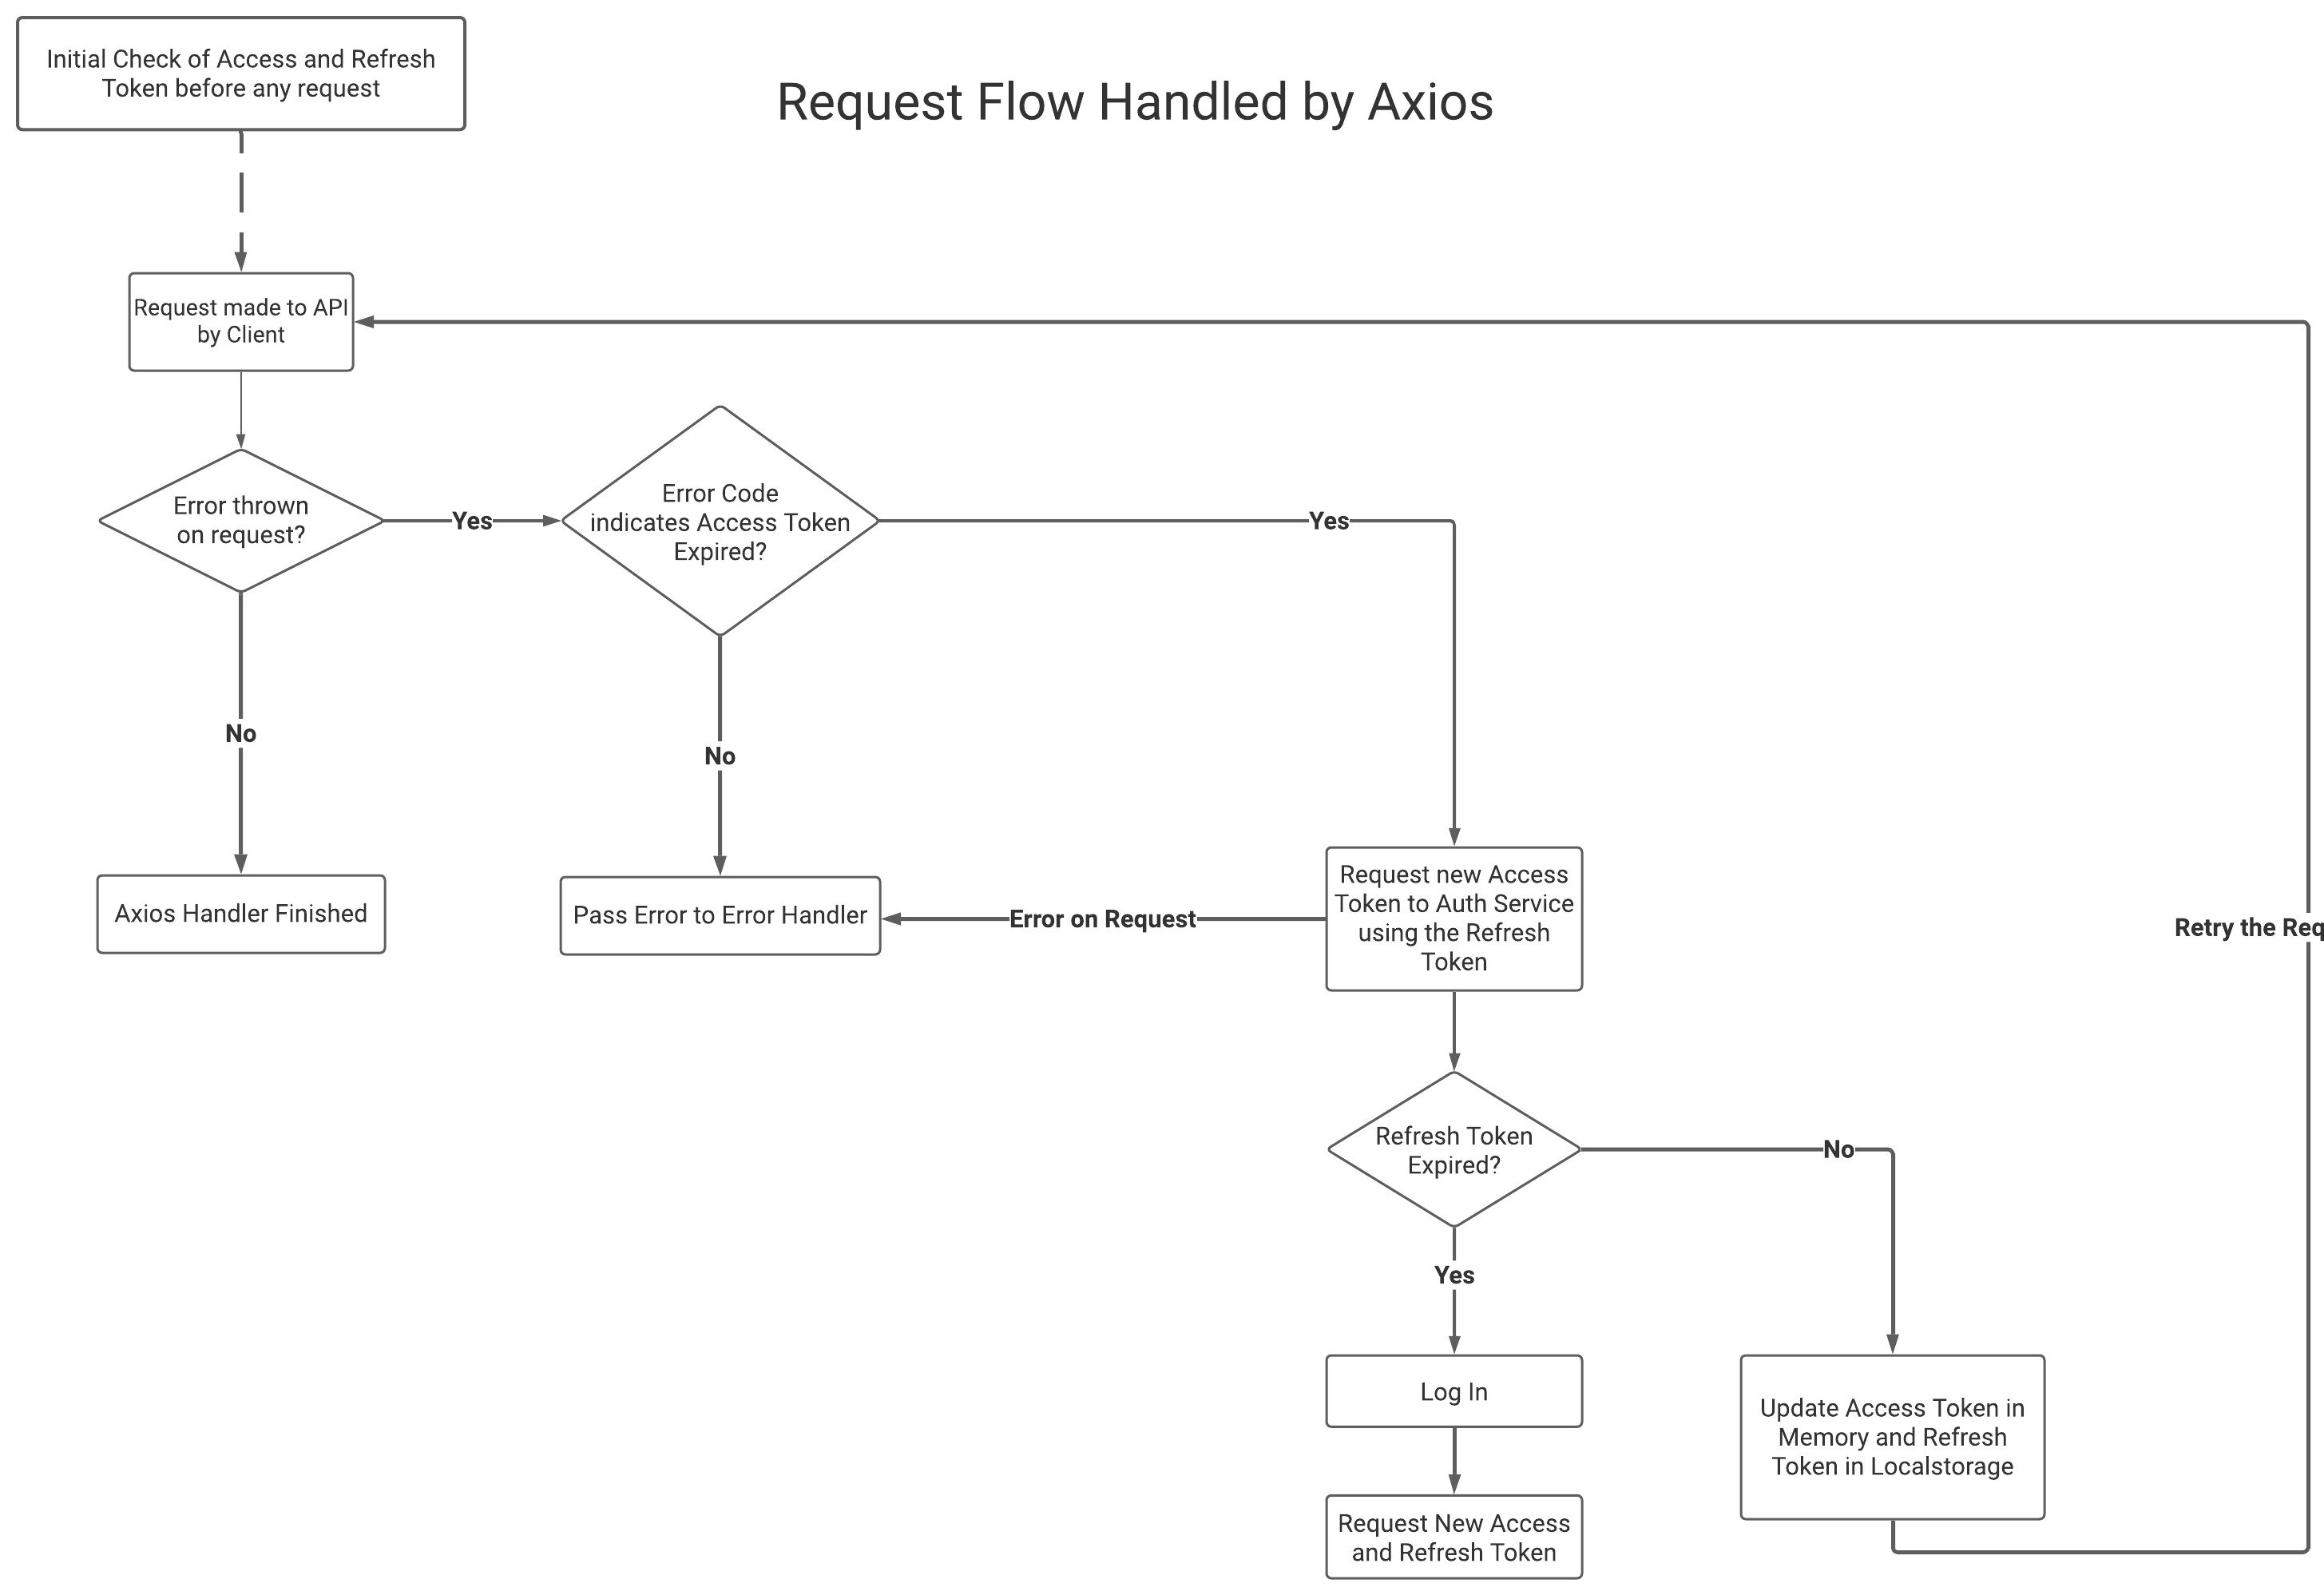 Initial Check of Access and Refresh
Token before any request
Request Flow Handled by Axios
Request made to API
by Client
Error thrown
on request?
Yes
Error Code
indicates Access Token
Expired?
Yes
No
No
Axios Handler Finished
Pass Error to Error Handler
Error on Request
Request new Access
Token to Auth Service
using the Refresh
Token
Retry the Req
Refresh Token
Expired?
No
Yes
Log In
Update Access Token in
Memory and Refresh
Token in Localstorage
Request New Access
and Refresh Token